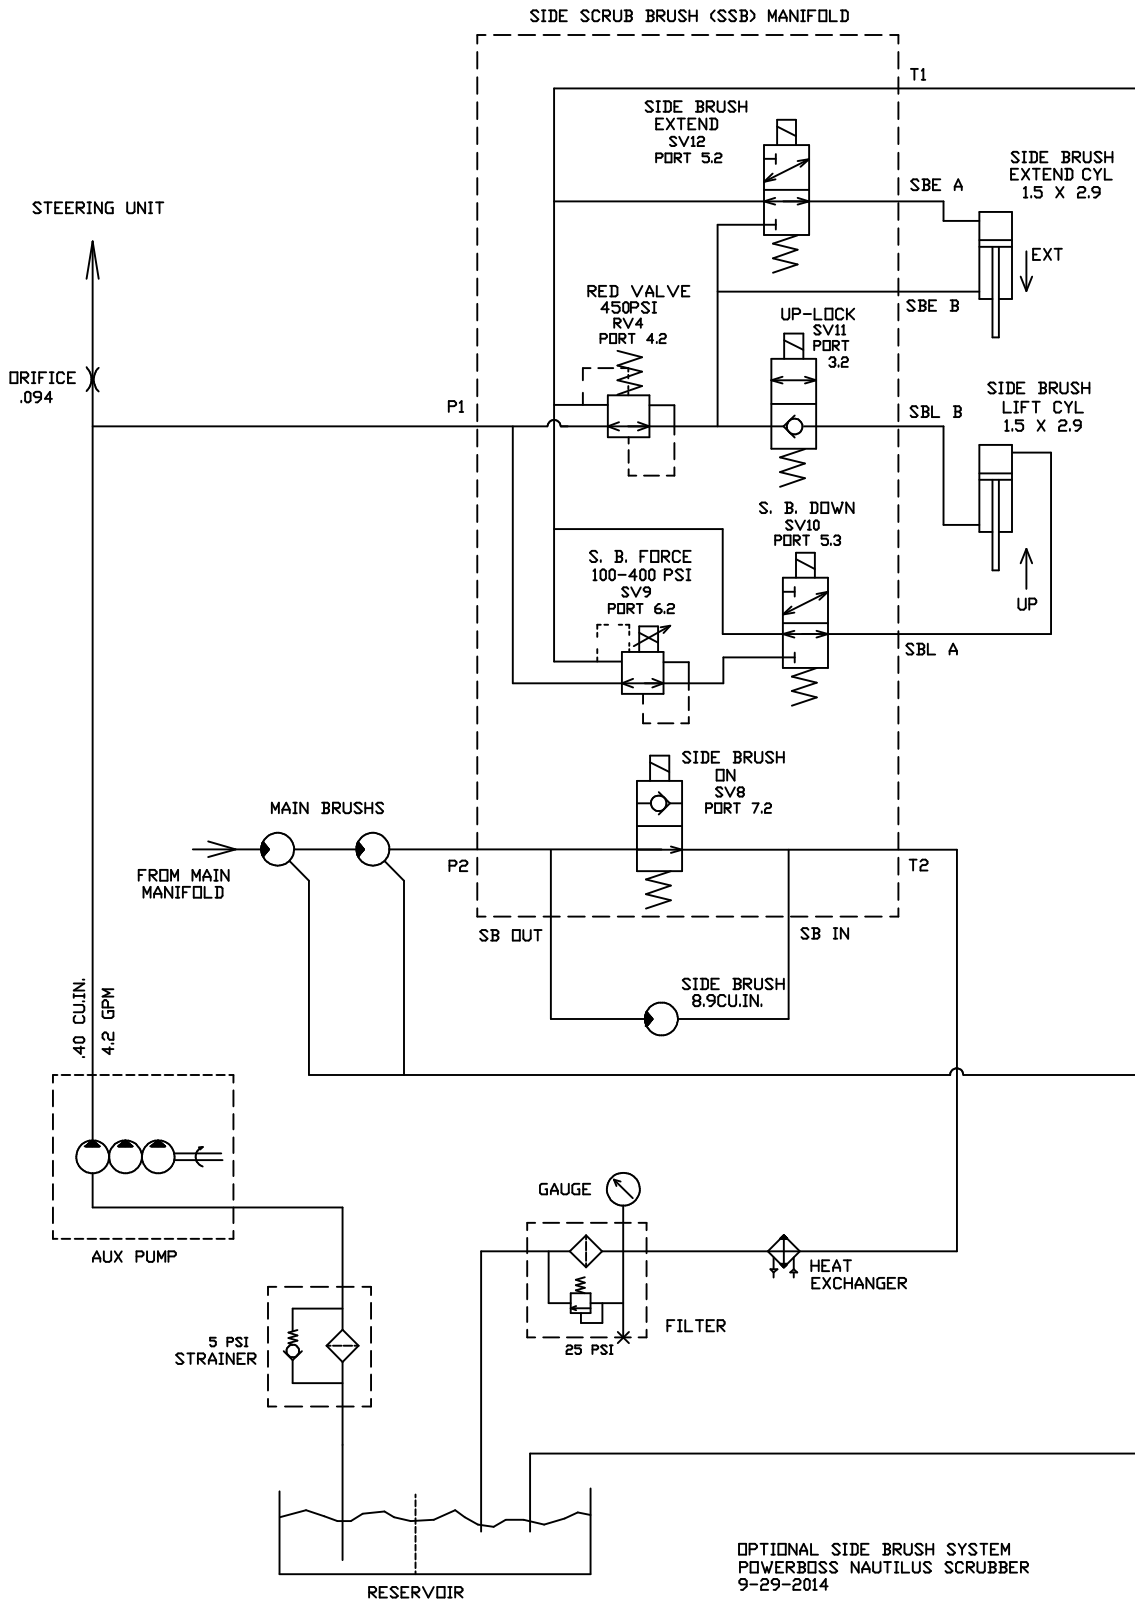 SIDE SCRUB BRUSH (SSB) MANIFOLD
T1
SIDE BRUSH
EXTEND
SV12
PORT 5.2
SIDE BRUSH
EXTEND CYL
1.5 X 2.9
SBE A
STEERING UNIT
EXT
RED VALVE
450PSI
RV4
PORT 4.2
SBE B
UP-LOCK
SV11
PORT
3.2
ORIFICE
.094
P1
SBL B
SIDE BRUSH
LIFT CYL
1.5 X 2.9
S. B. DOWN
SV10
PORT 5.3
S. B. FORCE
100-400 PSI
SV9
PORT 6.2
UP
SBL A
SIDE BRUSH
ON
SV8
PORT 7.2
MAIN BRUSHS
FROM MAIN
MANIFOLD
P2
T2
SB OUT
SB IN
SIDE BRUSH
8.9CU.IN.
.40 CU.IN.
4.2 GPM
GAUGE
AUX PUMP
HEAT
EXCHANGER
FILTER
25 PSI
5 PSI
STRAINER
OPTIONAL SIDE BRUSH SYSTEM
POWERBOSS NAUTILUS SCRUBBER
9-29-2014
RESERVOIR